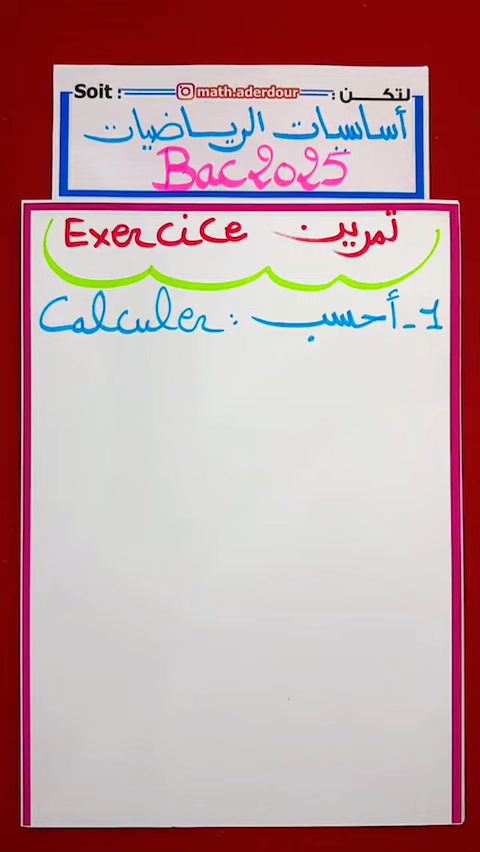 Soit : math.aderdour لتكن :
أساسيات الرياضيات
Bac2025
Exercice تمرين
Calculer : 1- أحسب